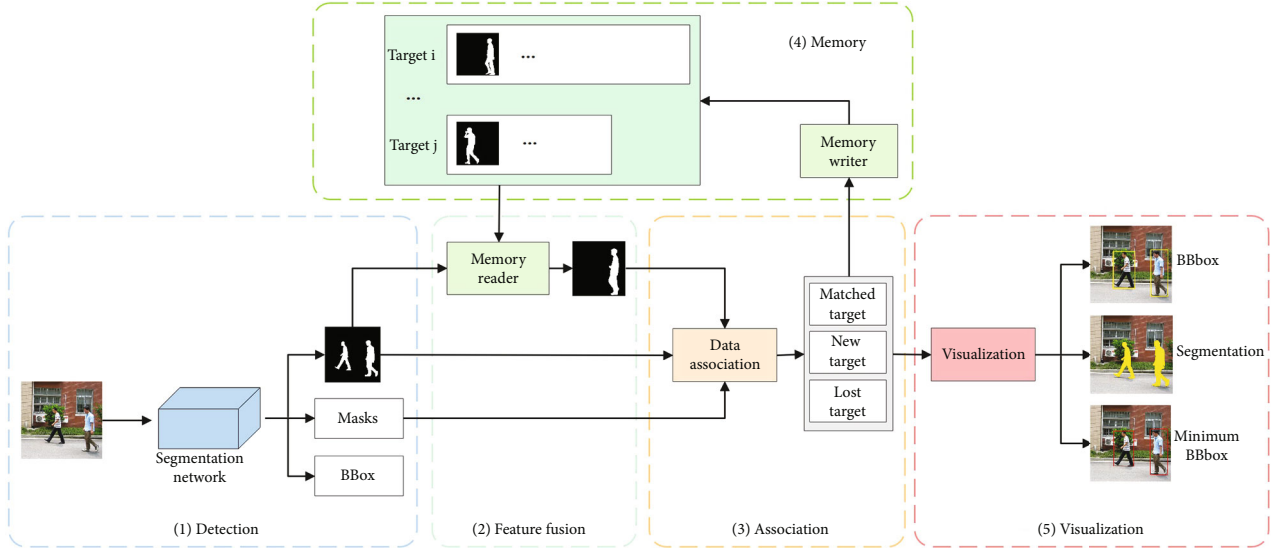 (4) Memory
Target i
...
...
Target j
...
Memory
writer
Memory
reader
Data
association
Matched
target
New
target
Lost
target
Visualization
BBbox
Segmentation
Minimum
BBbox
Segmentation
network
Masks
BBox
(1) Detection
(2) Feature fusion
(3) Association
(5) Visualization